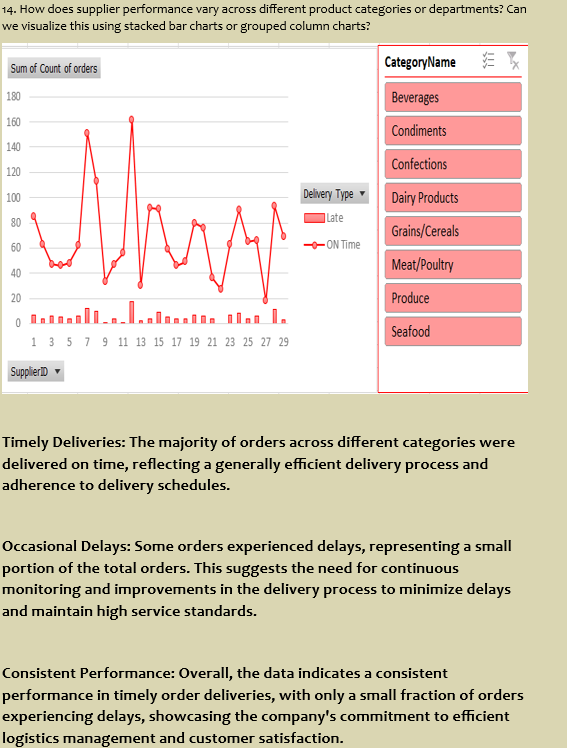 14. How does supplier performance vary across different product categories or departments? Can
we visualize this using stacked bar charts or grouped column charts?
Sum of Count of orders
180
160
140
120
100
80
60
40
20
0
1 3 5 7 9 11 13 15 17 19 21 23 25 27 29
SupplierID
Delivery Type
Late
ON Time
CategoryName
Beverages
Condiments
Confections
Dairy Products
Grains/Cereals
Meat/Poultry
Produce
Seafood
Timely Deliveries: The majority of orders across different categories were
delivered on time, reflecting a generally efficient delivery process and
adherence to delivery schedules.
Occasional Delays: Some orders experienced delays, representing a small
portion of the total orders. This suggests the need for continuous
monitoring and improvements in the delivery process to minimize delays
and maintain high service standards.
Consistent Performance: Overall, the data indicates a consistent
performance in timely order deliveries, with only a small fraction of orders
experiencing delays, showcasing the company's commitment to efficient
logistics management and customer satisfaction.